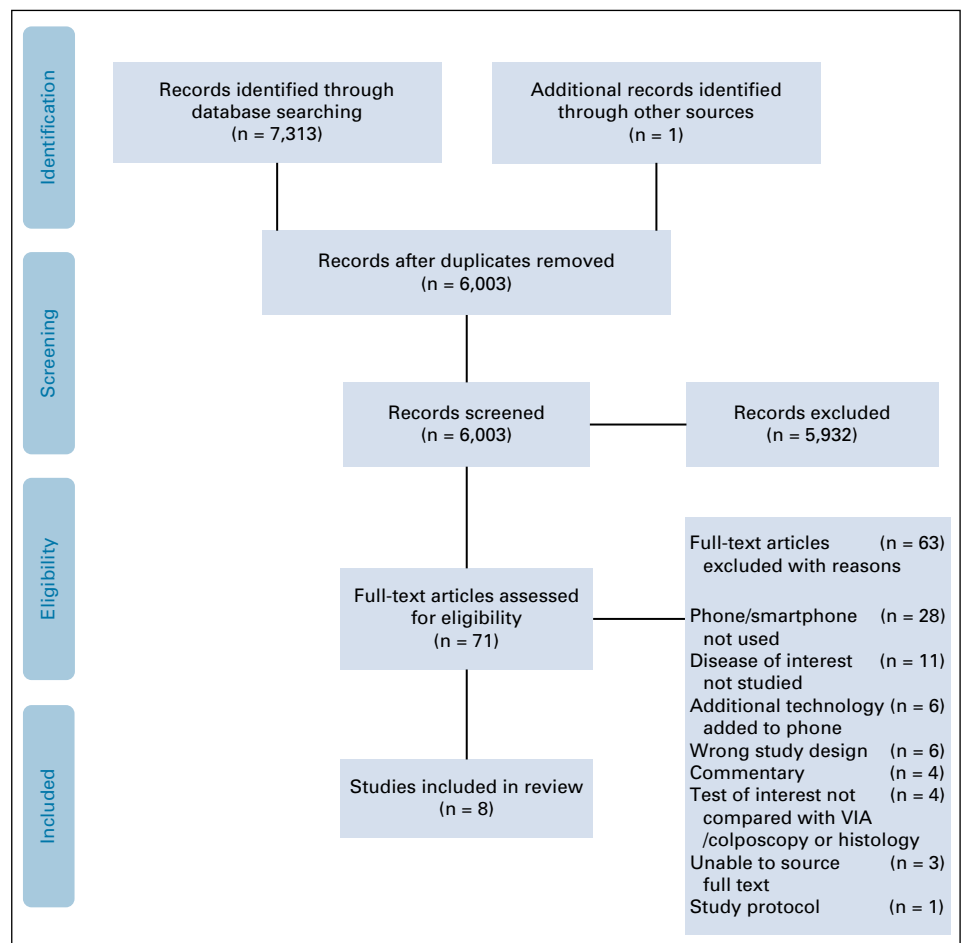 Identification
Records identified through
database searching
(n = 7,313)
Additional records identified
through other sources
(n = 1)
Screening
Records after duplicates removed
(n = 6,003)
Records screened
(n = 6,003)
Records excluded
(n = 5,932)
Eligibility
Full-text articles assessed
for eligibility
(n = 71)
Full-text articles (n = 63)
excluded with reasons
Phone/smartphone (n = 28)
not used
Disease of interest (n = 11)
not studied
Additional technology (n = 6)
added to phone
Wrong study design (n = 6)
Commentary (n = 4)
Test of interest not (n = 4)
compared with VIA
/colposcopy or histology
Unable to source (n = 3)
full text
Study protocol (n = 1)
Included
Studies included in review
(n = 8)